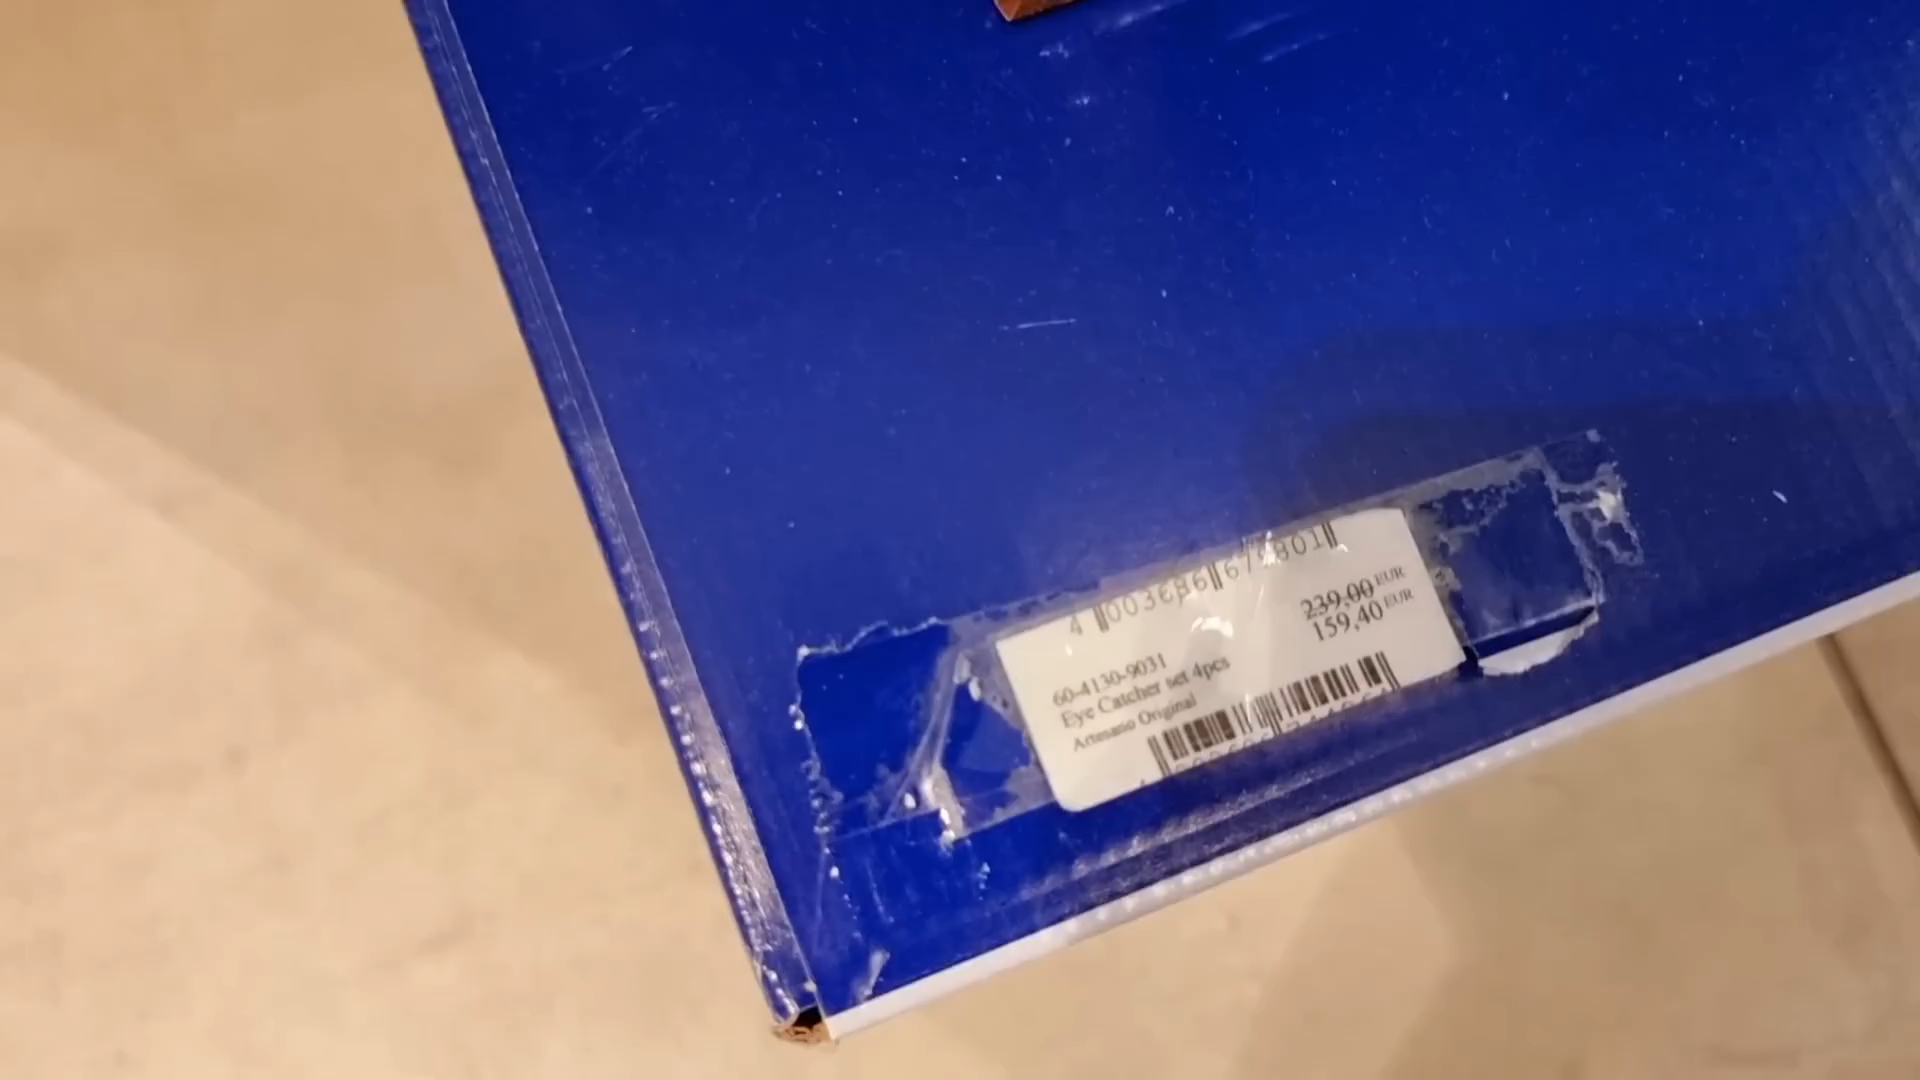 239,00 EUR
159,40 EUR
60-4130-9031
Eye Catcher set 4pcs
Artesano Original